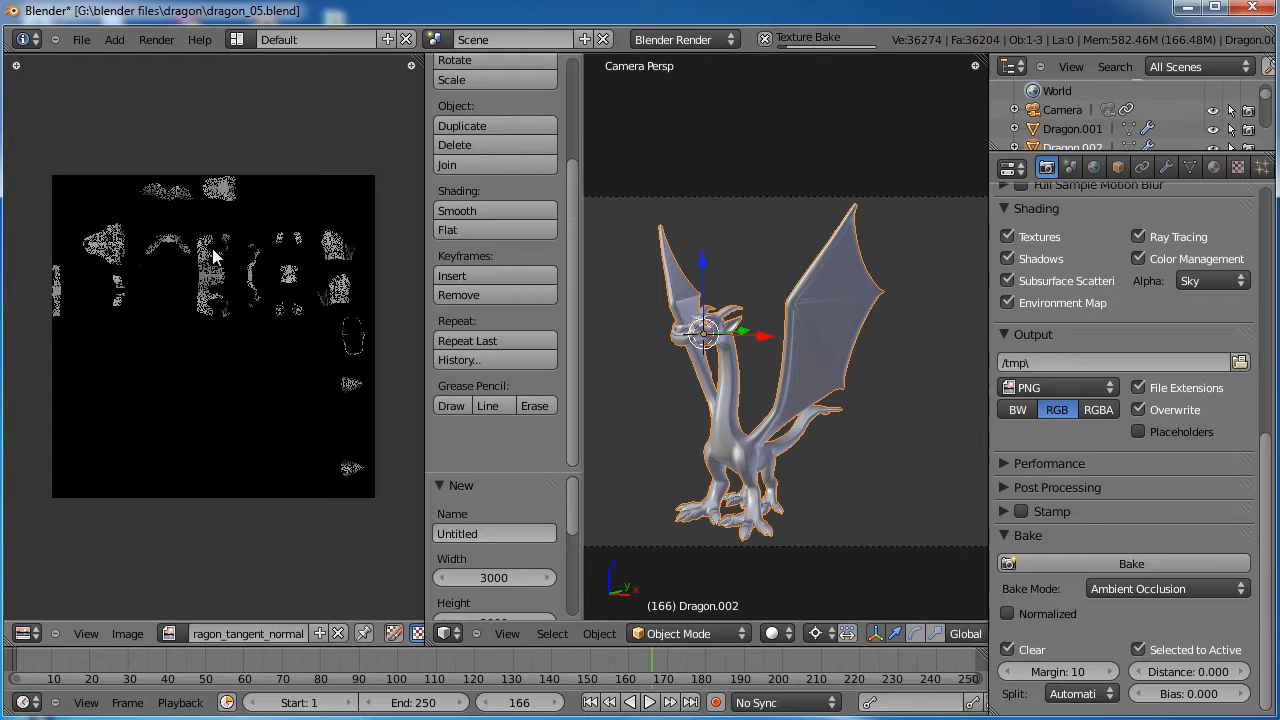 Blender* [G:\blender files\dragon\dragon_05.blend]
File Add Render Help Default Scene Blender Render Texture Bake Ve:36274 | Fa:36204 | Ob:1-3 | La:0 | Mem:582.46M (166.48M) | Dragon.0
Rotate
Scale
Object:
Duplicate
Delete
Join
Shading:
Smooth
Flat
Keyframes:
Insert
Remove
Repeat:
Repeat Last
History...
Grease Pencil:
Draw Line Erase
New
Name
Untitled
Width
3000
Height
Camera Persp
z
y
x
(166) Dragon.002
View Search All Scenes
World
Camera
Dragon.001
Dragon.002
Full Sample Motion Blur
Shading
Textures Ray Tracing
Shadows Color Management
Subsurface Scatteri Alpha: Sky
Environment Map
Output
/tmp\
PNG File Extensions
BW RGB RGBA Overwrite
Placeholders
Performance
Post Processing
Stamp
Bake
Bake
Bake Mode: Ambient Occlusion
Normalized
Clear Selected to Active
Margin: 10 Distance: 0.000
Split: Automati Bias: 0.000
View Image ragon_tangent_normal View Select Object Object Mode Global
10 20 30 40 50 60 70 80 90 100 110 120 130 140 150 160 170 180 190 200 210 220 230 240 250
View Frame Playback Start: 1 End: 250 166 No Sync